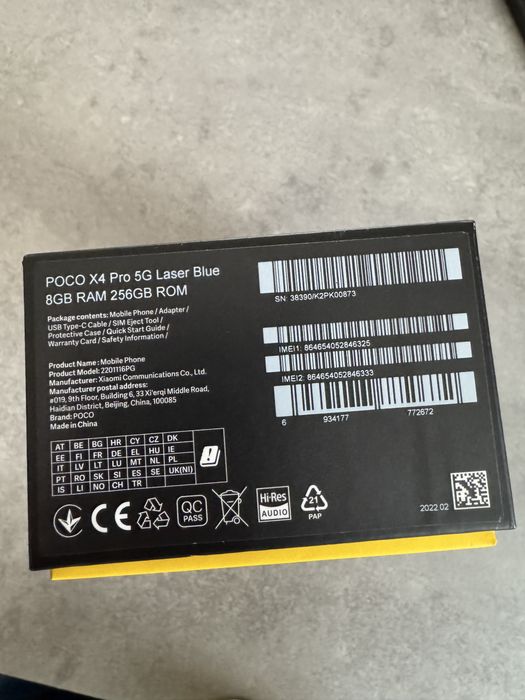 POCO X4 Pro 5G Laser Blue
8GB RAM 256GB ROM
Package contents: Mobile Phone / Adapter /
USB Type-C Cable / SIM Eject Tool /
Protective Case / Quick Start Guide /
Warranty Card / Safety Information /
Product Name: Mobile Phone
Product Model: 2201116PG
Manufacturer: Xiaomi Communications Co., Ltd.
Manufacturer postal address:
#019, 9th Floor, Building 6, 33 Xi'erqi Middle Road,
Haidian District, Beijing, China, 100085
Brand: POCO
Made in China
SN: 38390/K2PK00873
IMEI1: 864654052846325
IMEI2: 864654052846333
6 934177 772672
AT BE BG HR CY CZ DK
EE FI FR DE EL HU IE
IT LV LT LU MT NL PL
PT RO SK SI ES SE UK(NI)
IS LI NO CH TR
CE
QC
PASS
Hi-Res
AUDIO
21
PAP
2022.02